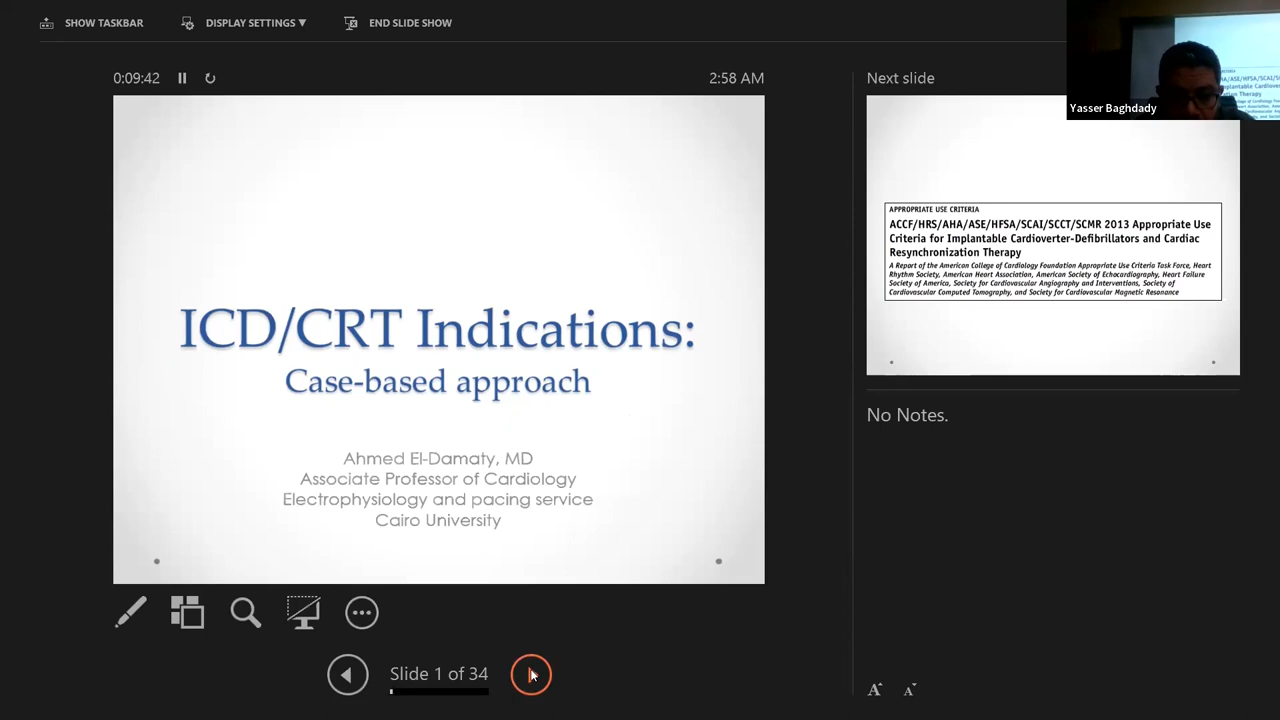 SHOW TASKBAR
DISPLAY SETTINGS ▼
END SLIDE SHOW
0:09:42
2:58 AM
ICD/CRT Indications:
Case-based approach
Ahmed El-Damaty, MD
Associate Professor of Cardiology
Electrophysiology and pacing service
Cairo University
Slide 1 of 34
Next slide
APPROPRIATE USE CRITERIA
ACCF/HRS/AHA/ASE/HFSA/SCAI/SCCT/SCMR 2013 Appropriate Use
Criteria for Implantable Cardioverter-Defibrillators and Cardiac
Resynchronization Therapy
A Report of the American College of Cardiology Foundation Appropriate Use Criteria Task Force, Heart
Rhythm Society, American Heart Association, American Society of Echocardiography, Heart Failure
Society of America, Society for Cardiovascular Angiography and Interventions, Society of
Cardiovascular Computed Tomography, and Society for Cardiovascular Magnetic Resonance
No Notes.
A A
Yasser Baghdady